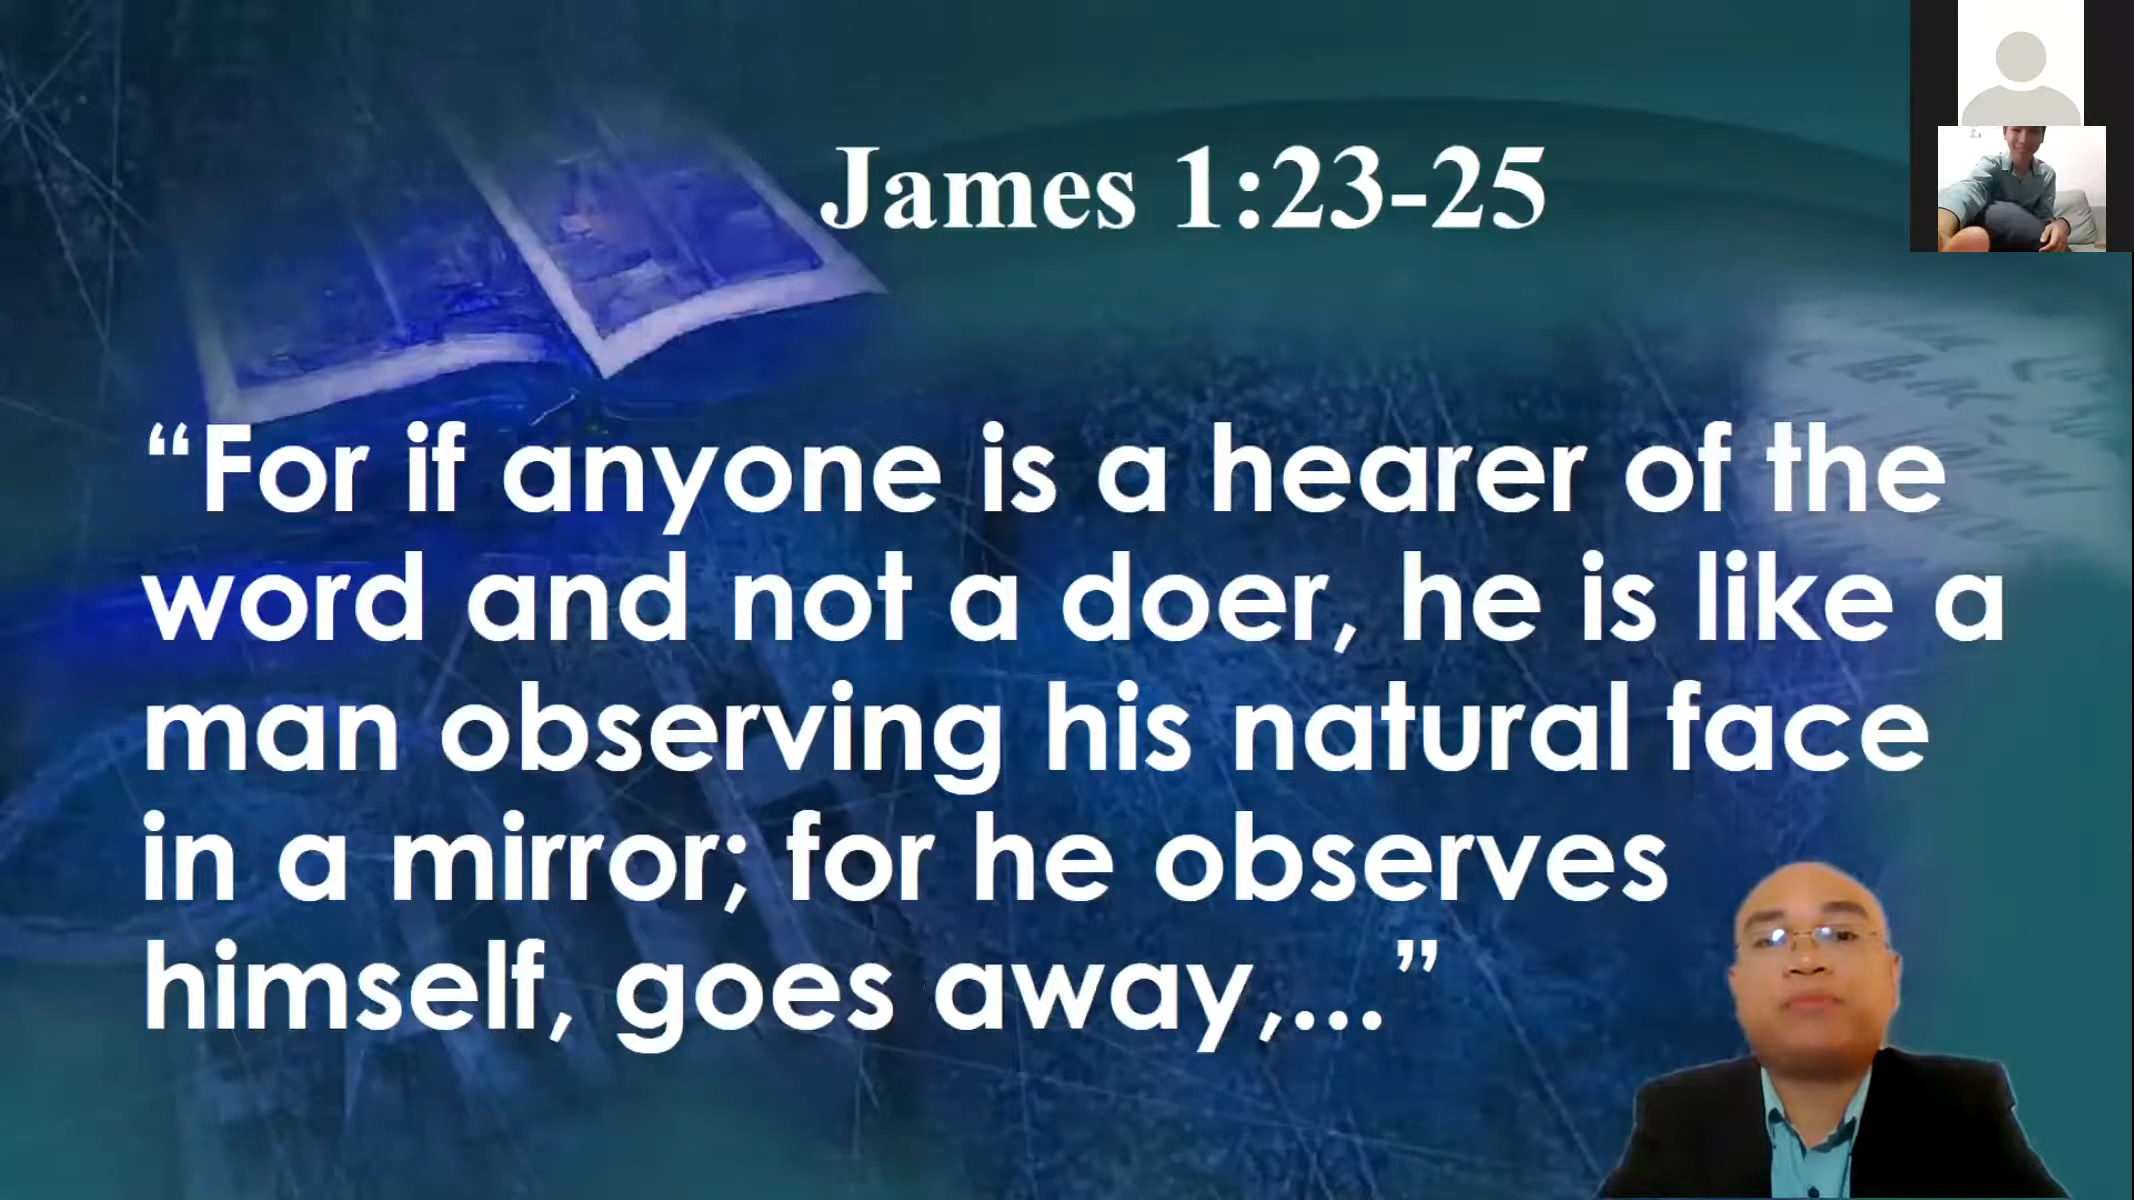 James 1:23-25
“For if anyone is a hearer of the
word and not a doer, he is like a
man observing his natural face
in a mirror; for he observes
himself, goes away,...”